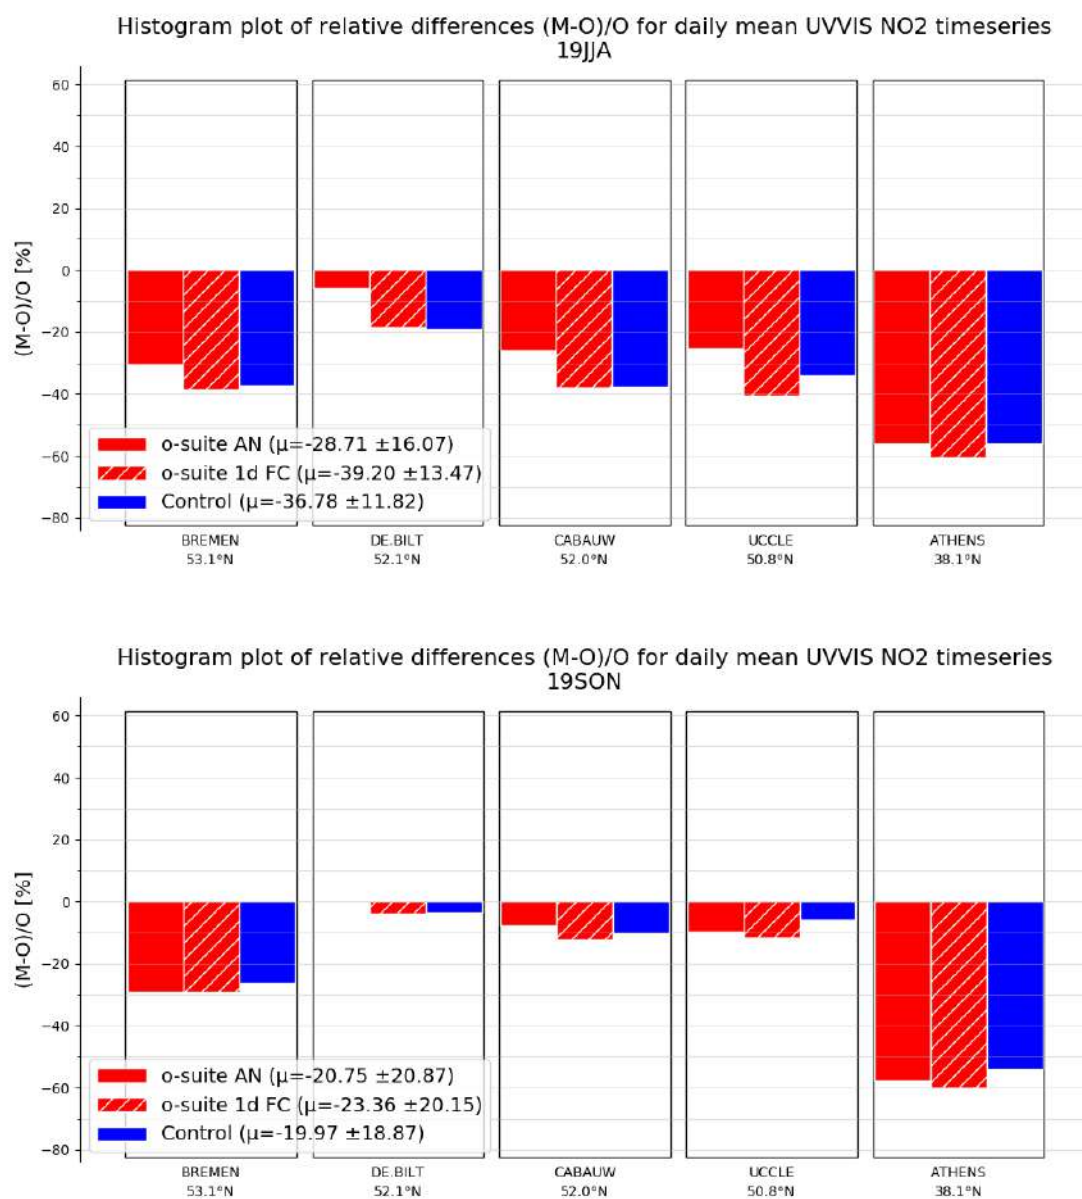 Histogram plot of relative differences (M-O)/O for daily mean UVVIS NO2 timeseries
19JJA
(M-O)/O [%]
60
40
20
0
−20
−40
−60
−80
o-suite AN (μ=-28.71 ±16.07)
o-suite 1d FC (μ=-39.20 ±13.47)
Control (μ=-36.78 ±11.82)
BREMEN DE.BILT CABAUW UCCLE ATHENS
53.1°N 52.1°N 52.0°N 50.8°N 38.1°N
Histogram plot of relative differences (M-O)/O for daily mean UVVIS NO2 timeseries
19SON
(M-O)/O [%]
60
40
20
0
−20
−40
−60
−80
o-suite AN (μ=-20.75 ±20.87)
o-suite 1d FC (μ=-23.36 ±20.15)
Control (μ=-19.97 ±18.87)
BREMEN DE.BILT CABAUW UCCLE ATHENS
53.1°N 52.1°N 52.0°N 50.8°N 38.1°N